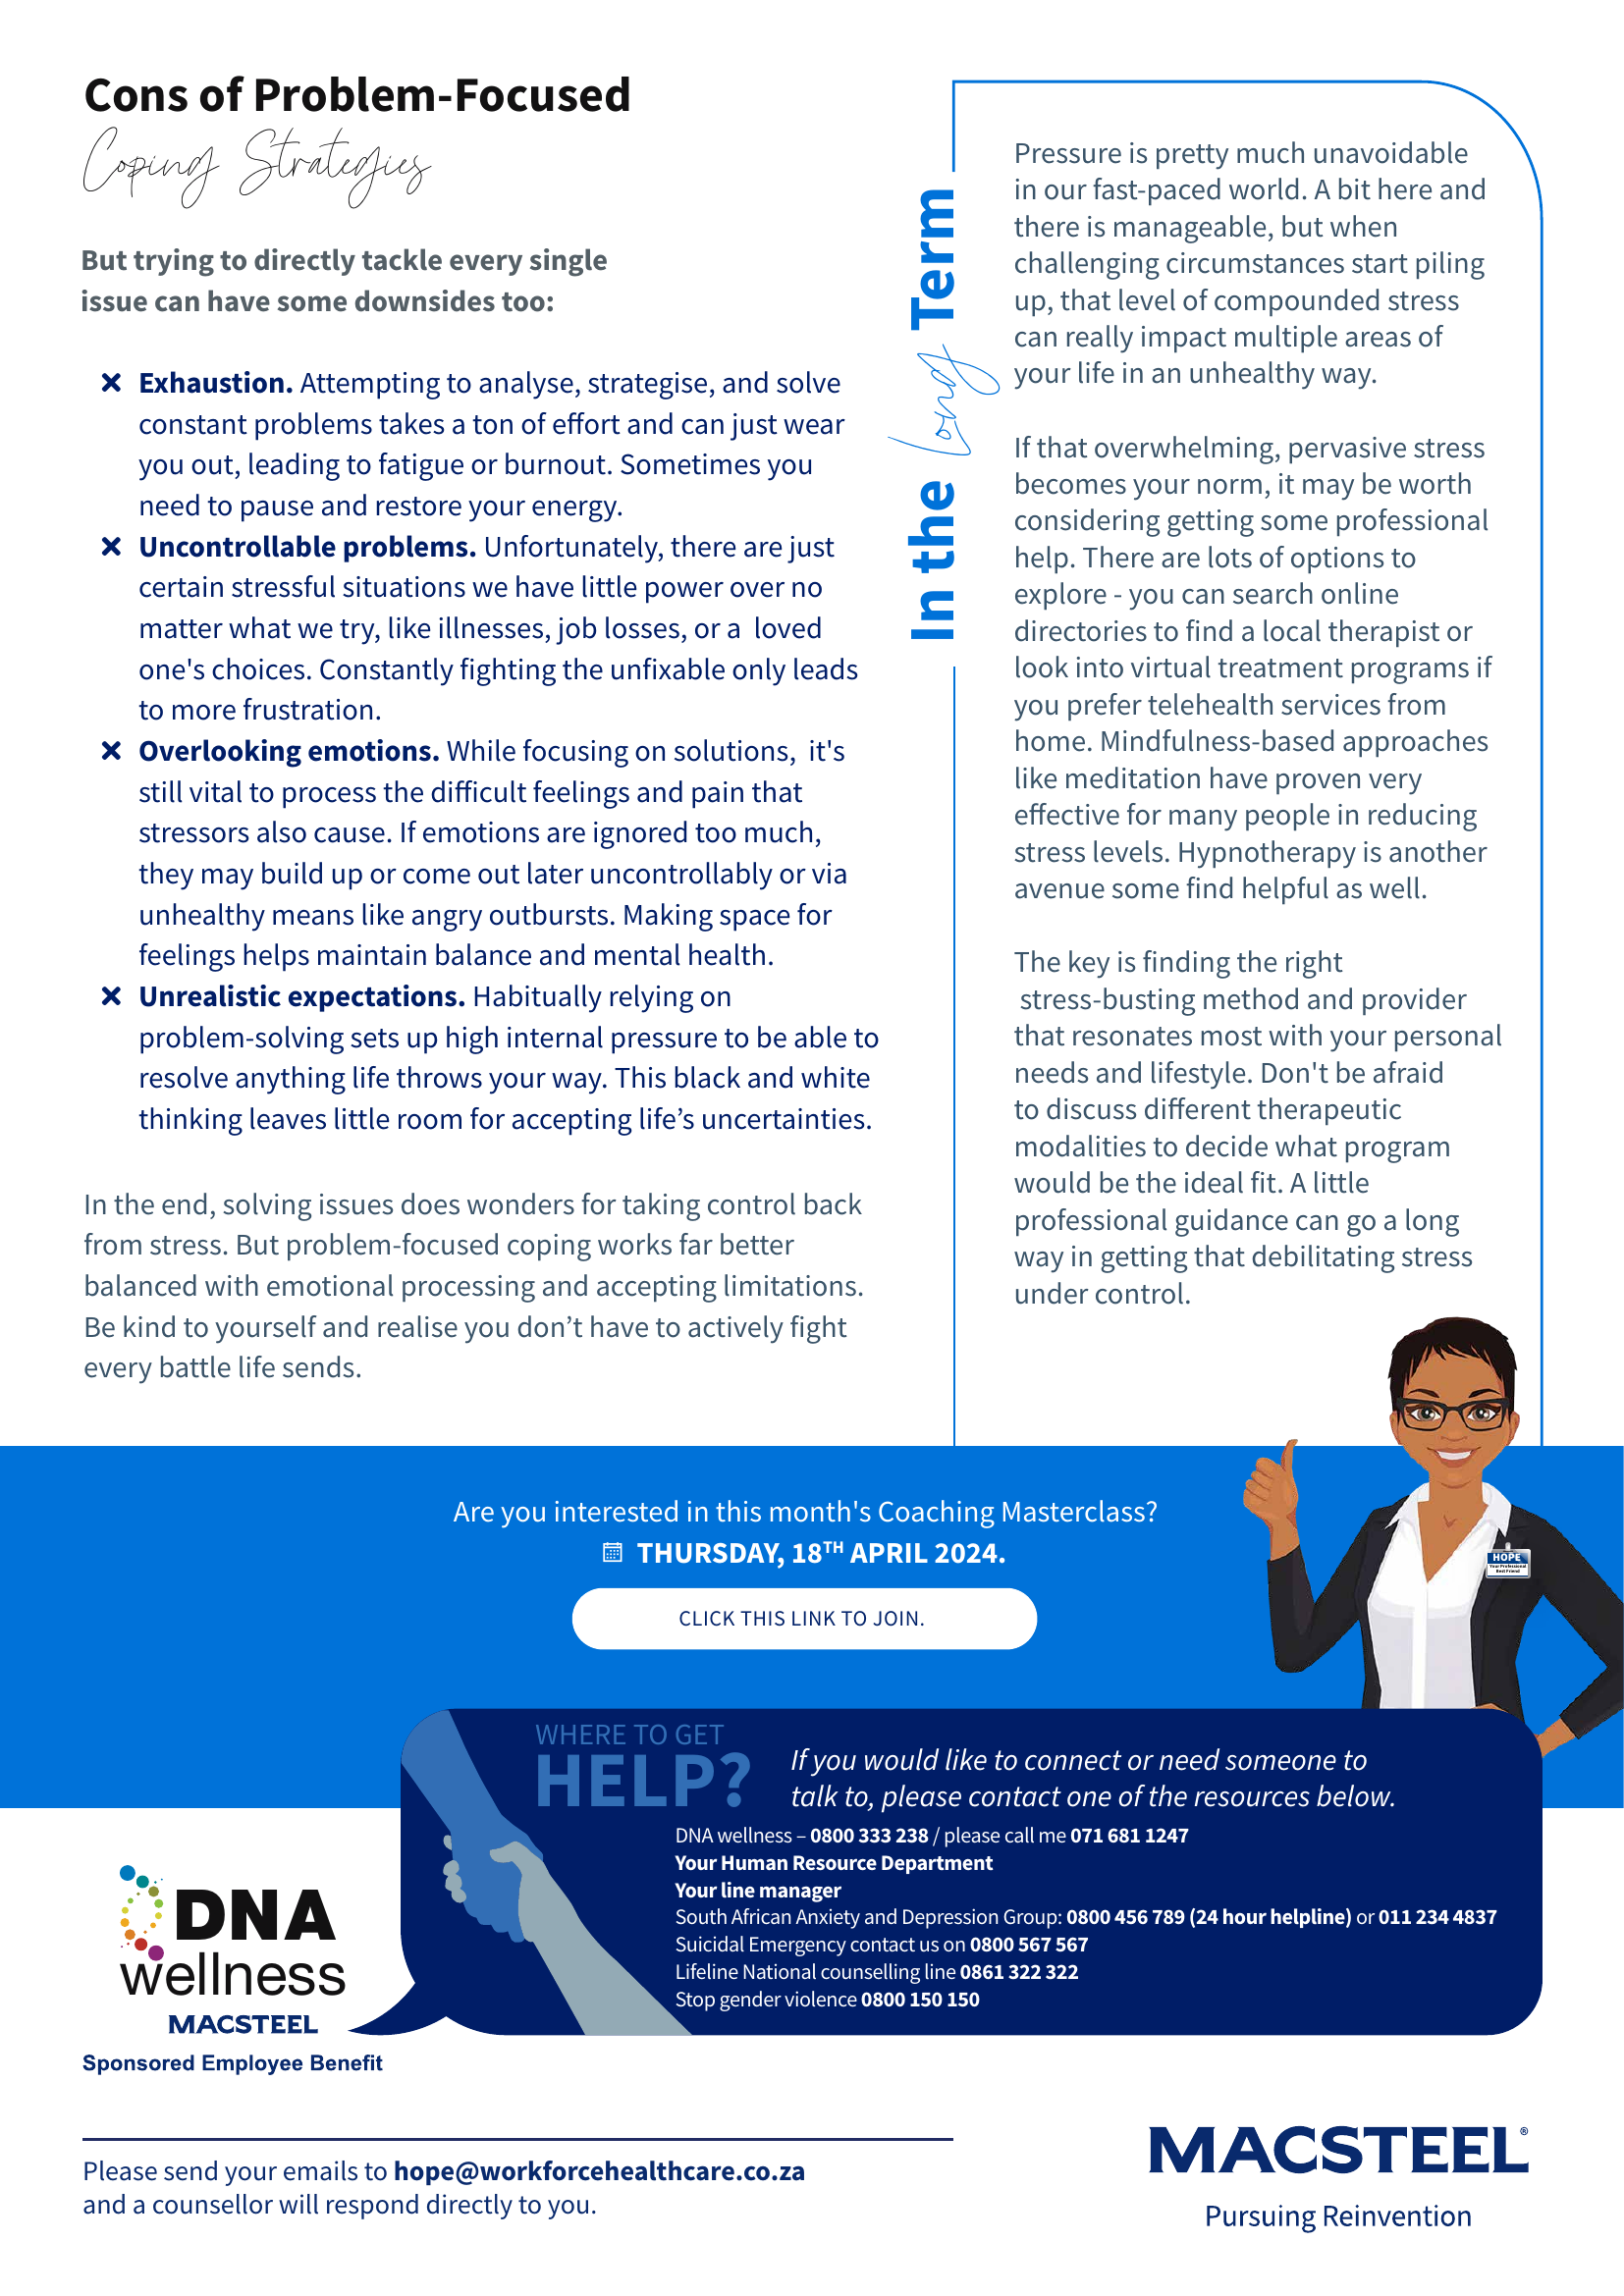 Cons of Problem-Focused
Coping Strategies
But trying to directly tackle every single
issue can have some downsides too:
× Exhaustion. Attempting to analyse, strategise, and solve
constant problems takes a ton of effort and can just wear
you out, leading to fatigue or burnout. Sometimes you
need to pause and restore your energy.
× Uncontrollable problems. Unfortunately, there are just
certain stressful situations we have little power over no
matter what we try, like illnesses, job losses, or a loved
one's choices. Constantly fighting the unfixable only leads
to more frustration.
× Overlooking emotions. While focusing on solutions, it's
still vital to process the difficult feelings and pain that
stressors also cause. If emotions are ignored too much,
they may build up or come out later uncontrollably or via
unhealthy means like angry outbursts. Making space for
feelings helps maintain balance and mental health.
× Unrealistic expectations. Habitually relying on
problem-solving sets up high internal pressure to be able to
resolve anything life throws your way. This black and white
thinking leaves little room for accepting life’s uncertainties.
In the end, solving issues does wonders for taking control back
from stress. But problem-focused coping works far better
balanced with emotional processing and accepting limitations.
Be kind to yourself and realise you don’t have to actively fight
every battle life sends.
In the long Term
Pressure is pretty much unavoidable
in our fast-paced world. A bit here and
there is manageable, but when
challenging circumstances start piling
up, that level of compounded stress
can really impact multiple areas of
your life in an unhealthy way.
If that overwhelming, pervasive stress
becomes your norm, it may be worth
considering getting some professional
help. There are lots of options to
explore - you can search online
directories to find a local therapist or
look into virtual treatment programs if
you prefer telehealth services from
home. Mindfulness-based approaches
like meditation have proven very
effective for many people in reducing
stress levels. Hypnotherapy is another
avenue some find helpful as well.
The key is finding the right
stress-busting method and provider
that resonates most with your personal
needs and lifestyle. Don't be afraid
to discuss different therapeutic
modalities to decide what program
would be the ideal fit. A little
professional guidance can go a long
way in getting that debilitating stress
under control.
Are you interested in this month's Coaching Masterclass?
THURSDAY, 18TH APRIL 2024.
CLICK THIS LINK TO JOIN.
HOPE
Your Professional
Best Friend
WHERE TO GET
HELP?
If you would like to connect or need someone to
talk to, please contact one of the resources below.
DNA wellness – 0800 333 238 / please call me 071 681 1247
Your Human Resource Department
Your line manager
South African Anxiety and Depression Group: 0800 456 789 (24 hour helpline) or 011 234 4837
Suicidal Emergency contact us on 0800 567 567
Lifeline National counselling line 0861 322 322
Stop gender violence 0800 150 150
DNA
wellness
MACSTEEL
Sponsored Employee Benefit
Please send your emails to hope@workforcehealthcare.co.za
and a counsellor will respond directly to you.
MACSTEEL®
Pursuing Reinvention